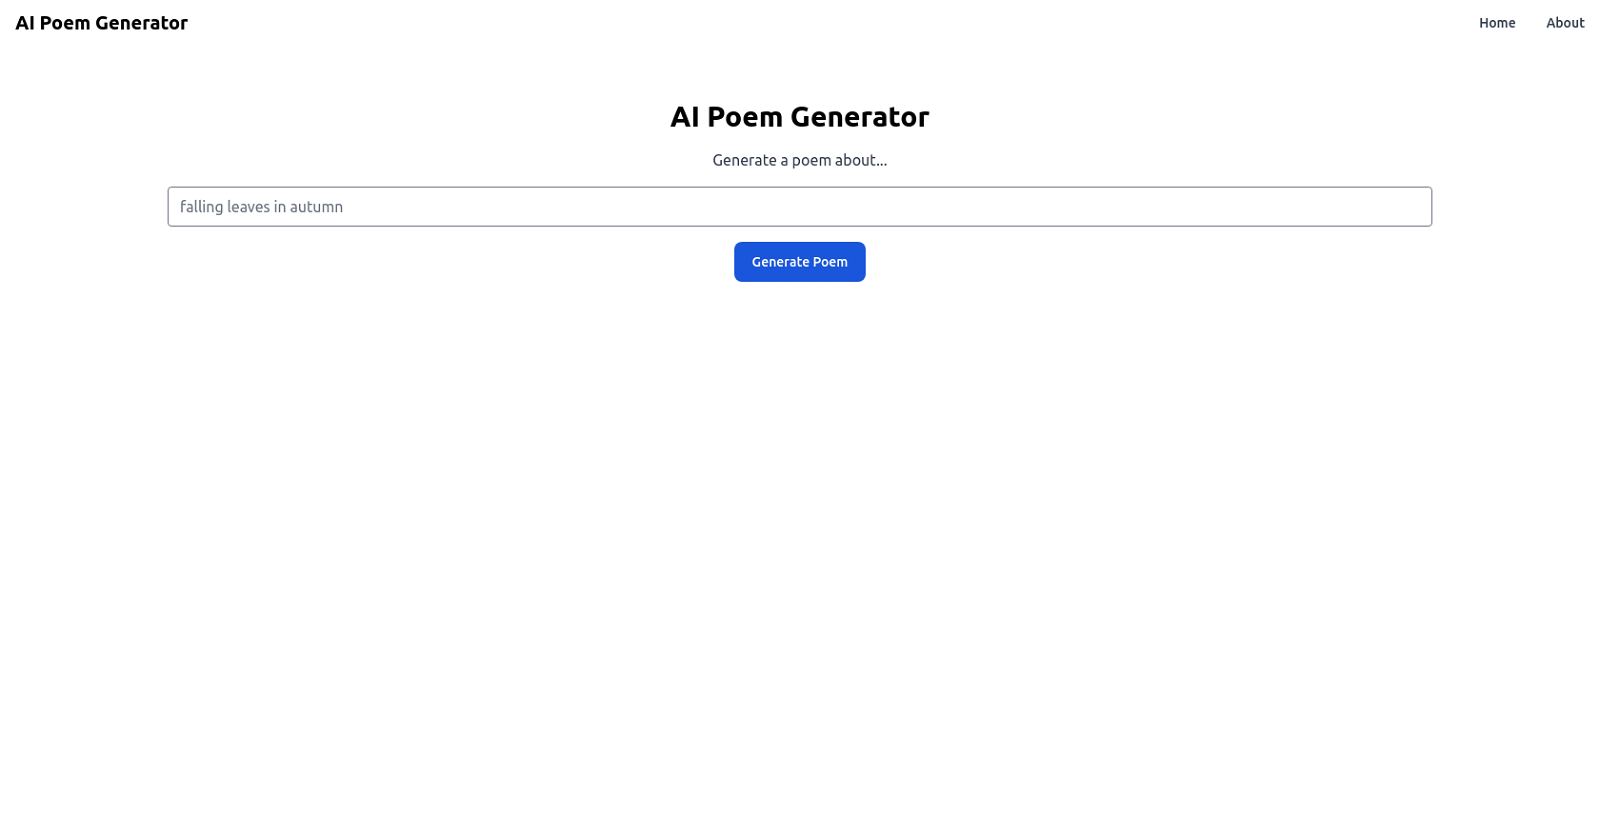 AI Poem Generator
Home
About
AI Poem Generator
Generate a poem about...
falling leaves in autumn
Generate Poem